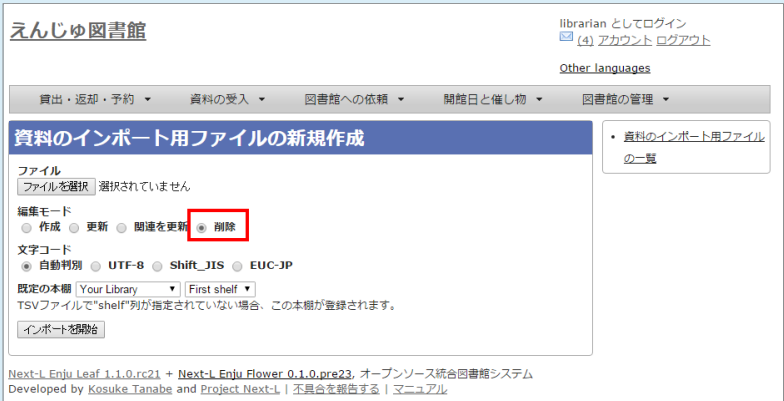 えんじゅ図書館
librarian としてログイン
(4) アカウント ログアウト
Other languages
貸出・返却・予約 ▼ 資料の受入 ▼ 図書館への依頼 ▼ 開館日と催し物 ▼ 図書館の管理 ▼
資料のインポート用ファイルの新規作成
ファイル
ファイルを選択 選択されていません
編集モード
作成 更新 関連を更新 削除
文字コード
自動判別 UTF-8 Shift_JIS EUC-JP
既定の本棚 Your Library ▼ First shelf ▼
TSVファイルで"shelf"列が指定されていない場合、この本棚が登録されます。
インポートを開始
• 資料のインポート用ファイル
の一覧
Next-L Enju Leaf 1.1.0.rc21 + Next-L Enju Flower 0.1.0.pre23, オープンソース統合図書館システム
Developed by Kosuke Tanabe and Project Next-L | 不具合を報告する | マニュアル